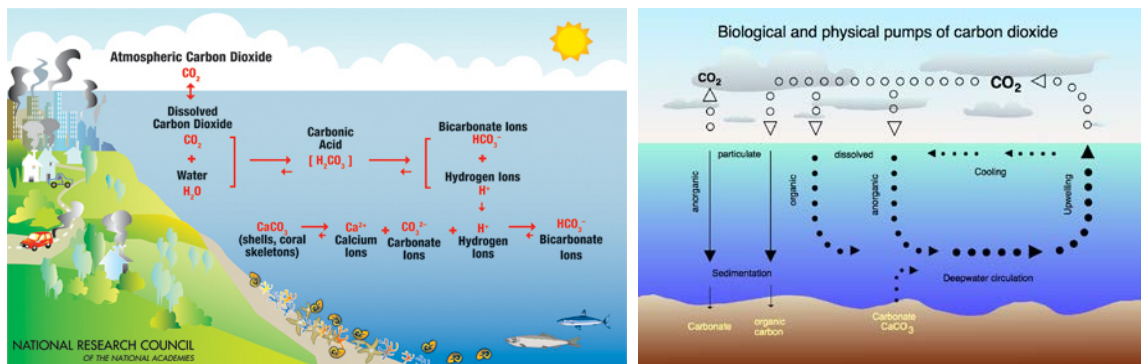 Atmospheric Carbon Dioxide
CO₂
Dissolved
Carbon Dioxide
CO₂
+
Water
H₂O
Carbonic
Acid
[ H₂CO₃ ]
Bicarbonate Ions
HCO₃⁻
+
Hydrogen Ions
H⁺
CaCO₃
(shells, coral
skeletons)
Ca²⁺
Calcium
Ions
+
CO₃²⁻
Carbonate
Ions
+
H⁺
Hydrogen
Ions
HCO₃⁻
Bicarbonate
Ions
NATIONAL RESEARCH COUNCIL
OF THE NATIONAL ACADEMIES
Biological and physical pumps of carbon dioxide
CO₂
CO₂
particulate
dissolved
anorganic
organic
anorganic
Cooling
Upwelling
Sedimentation
Deepwater circulation
Carbonate
organic
carbon
Carbonate
CaCO₃